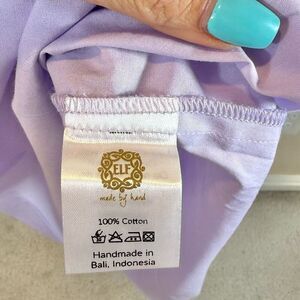 ELF
made by hand
100% Cotton
Handmade in
Bali, Indonesia